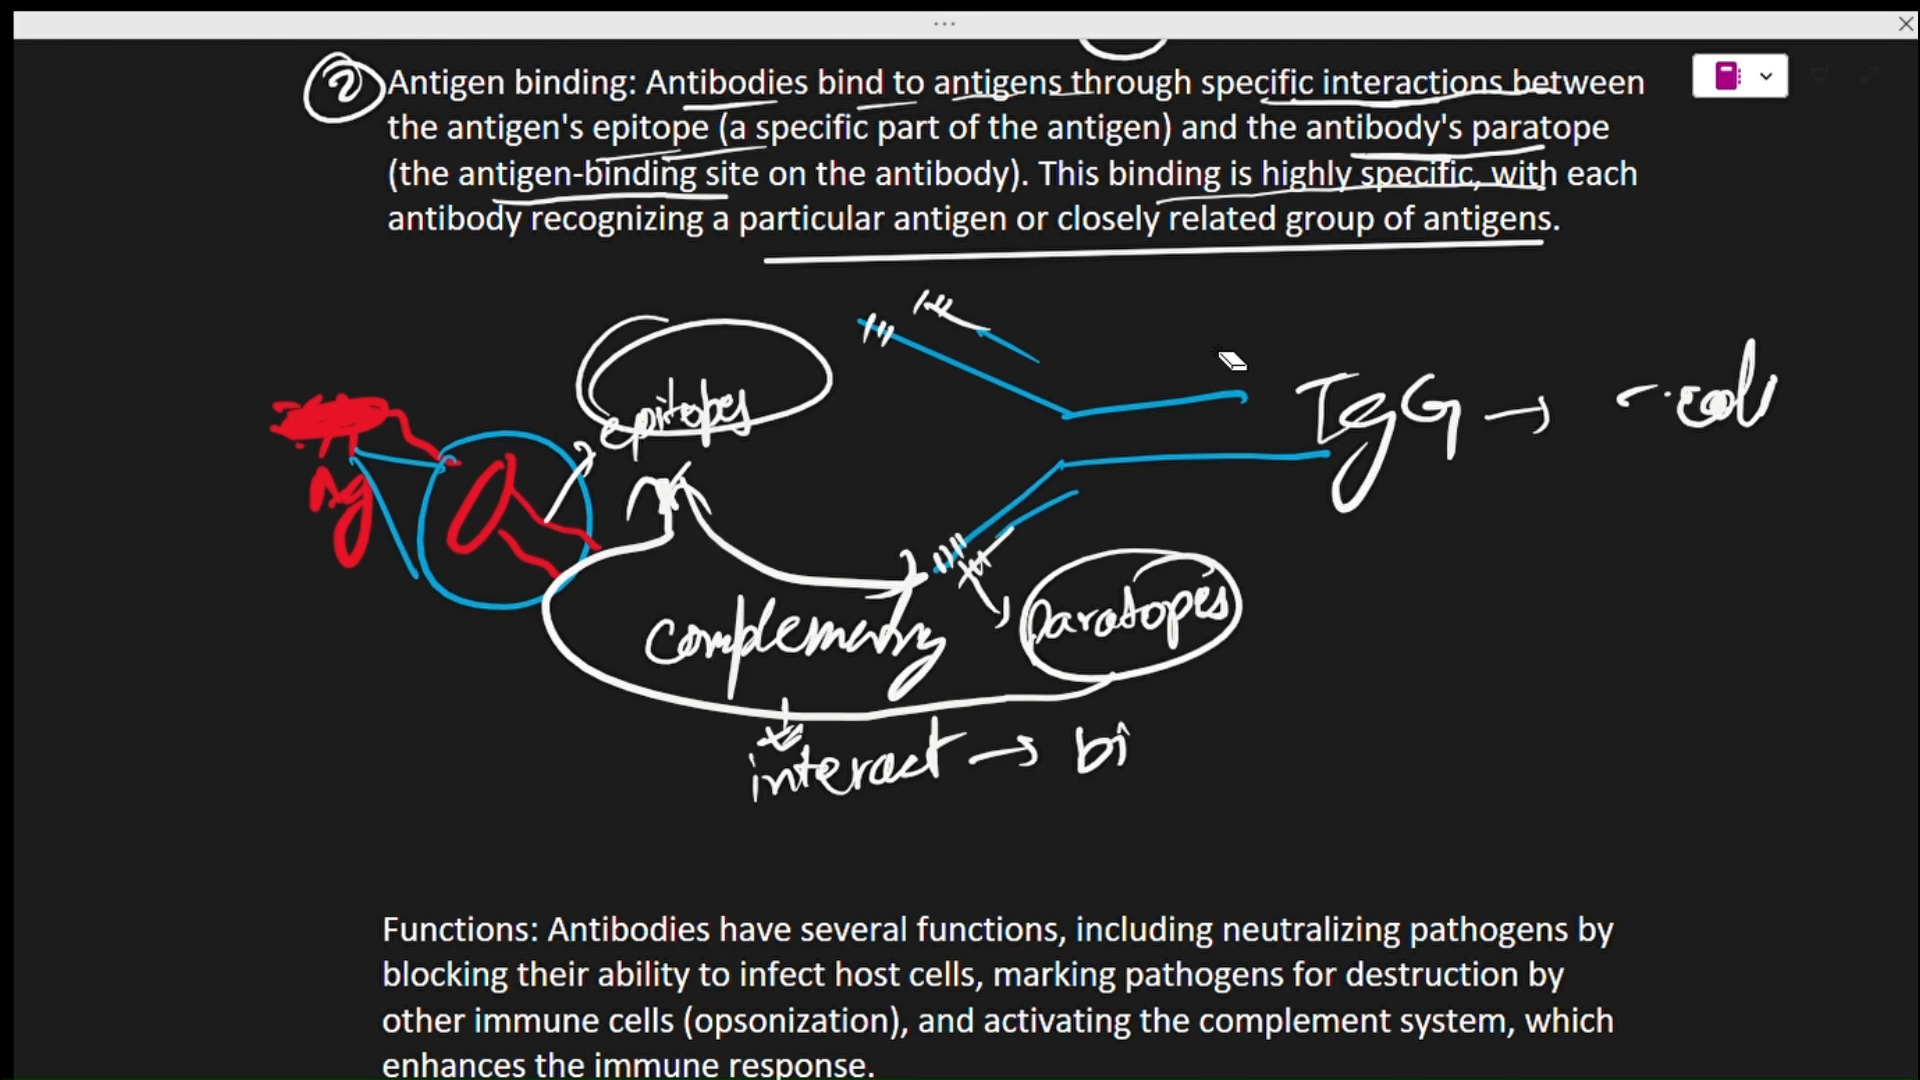 ② Antigen binding: Antibodies bind to antigens through specific interactions between
the antigen's epitope (a specific part of the antigen) and the antibody's paratope
(the antigen-binding site on the antibody). This binding is highly specific, with each
antibody recognizing a particular antigen or closely related group of antigens.
epitopes
IgG →
Ag
Paratopes
complementry
interact → bi
Functions: Antibodies have several functions, including neutralizing pathogens by
blocking their ability to infect host cells, marking pathogens for destruction by
other immune cells (opsonization), and activating the complement system, which
enhances the immune response.